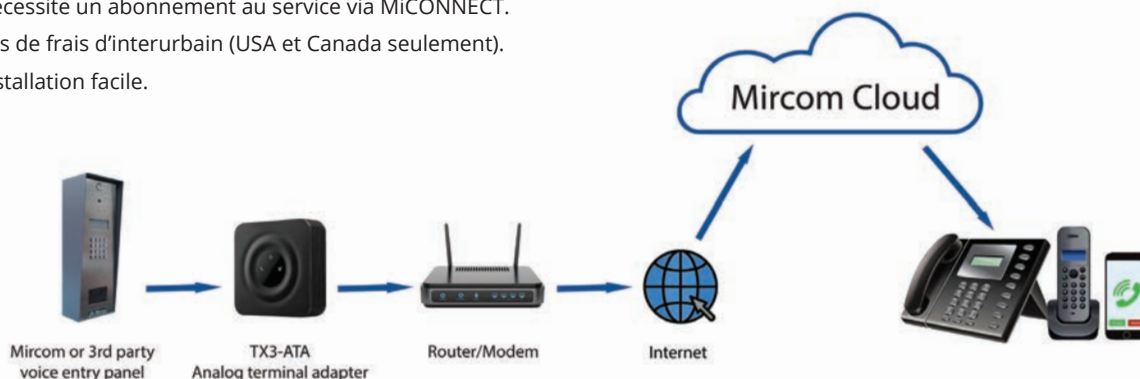 écessite un abonnement au service via MiCONNECT.
s de frais d’interurbain (USA et Canada seulement).
stallation facile.
Mircom Cloud
Mircom or 3rd party
voice entry panel
TX3-ATA
Analog terminal adapter
Router/Modem
Internet